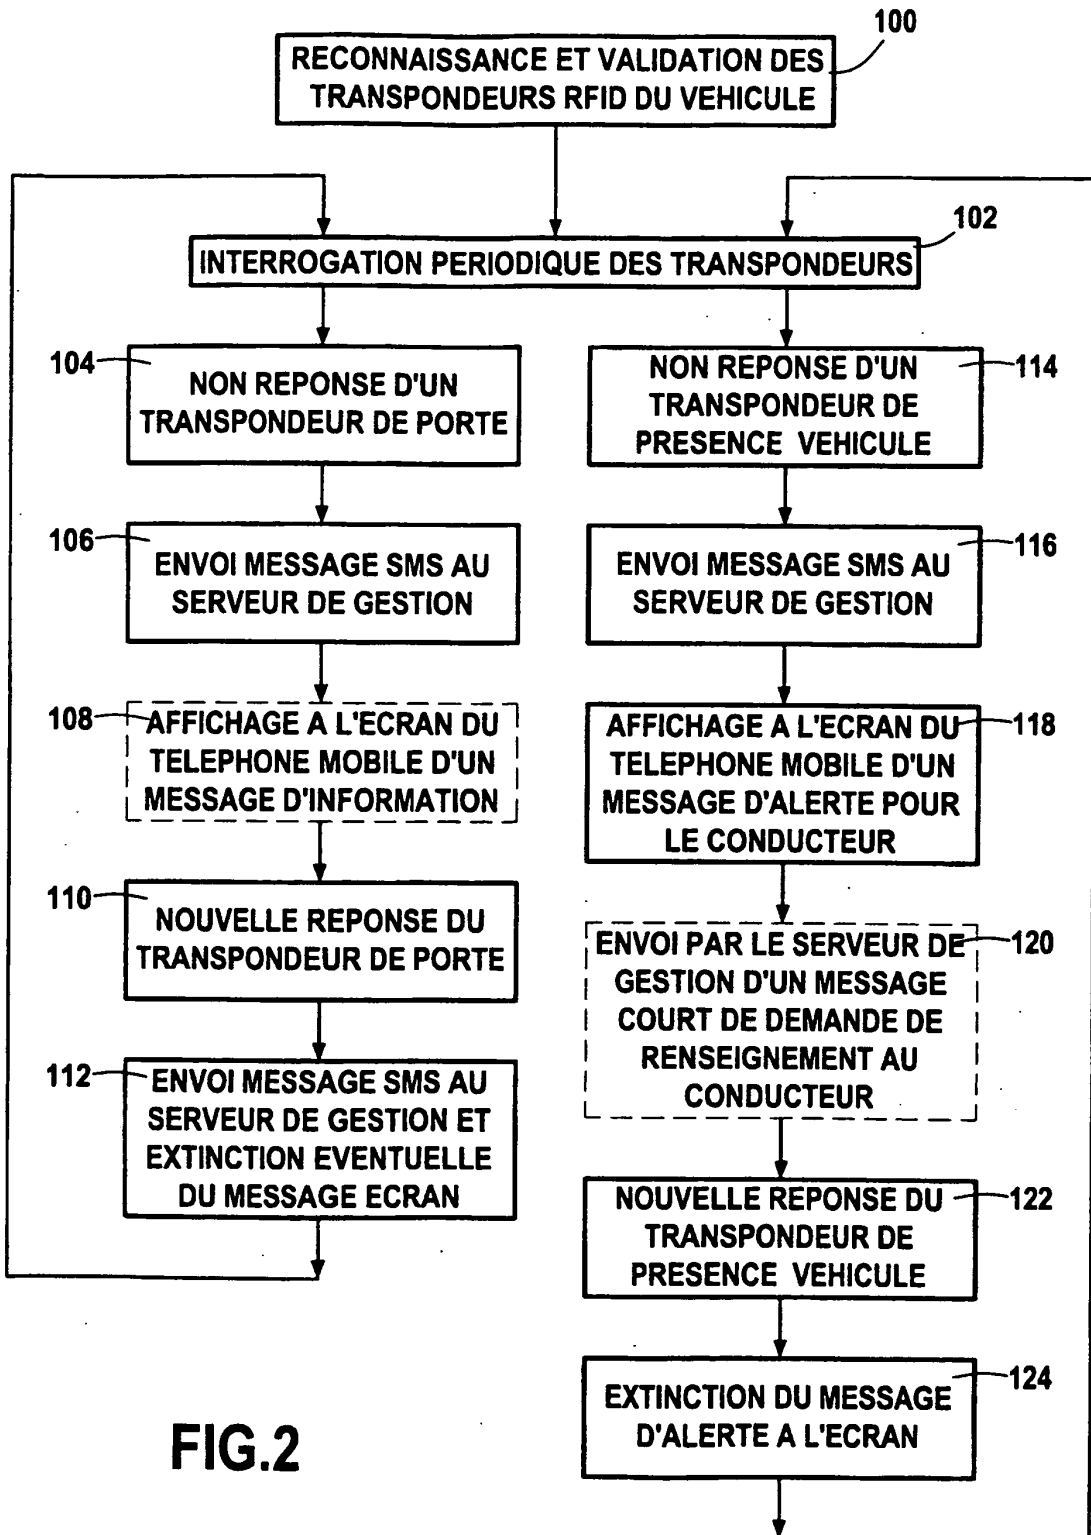 100
RECONNAISSANCE ET VALIDATION DES
TRANSPONDEURS RFID DU VEHICULE
102
INTERROGATION PERIODIQUE DES TRANSPONDEURS
104
NON REPONSE D'UN
TRANSPONDEUR DE PORTE
106
ENVOI MESSAGE SMS AU
SERVEUR DE GESTION
108
AFFICHAGE A L'ECRAN DU
TELEPHONE MOBILE D'UN
MESSAGE D'INFORMATION
110
NOUVELLE REPONSE DU
TRANSPONDEUR DE PORTE
112
ENVOI MESSAGE SMS AU
SERVEUR DE GESTION ET
EXTINCTION EVENTUELLE
DU MESSAGE ECRAN
114
NON REPONSE D'UN
TRANSPONDEUR DE
PRESENCE VEHICULE
116
ENVOI MESSAGE SMS AU
SERVEUR DE GESTION
118
AFFICHAGE A L'ECRAN DU
TELEPHONE MOBILE D'UN
MESSAGE D'ALERTE POUR
LE CONDUCTEUR
120
ENVOI PAR LE SERVEUR DE
GESTION D'UN MESSAGE
COURT DE DEMANDE DE
RENSEIGNEMENT AU
CONDUCTEUR
122
NOUVELLE REPONSE DU
TRANSPONDEUR DE
PRESENCE VEHICULE
124
EXTINCTION DU MESSAGE
D'ALERTE A L'ECRAN
FIG.2